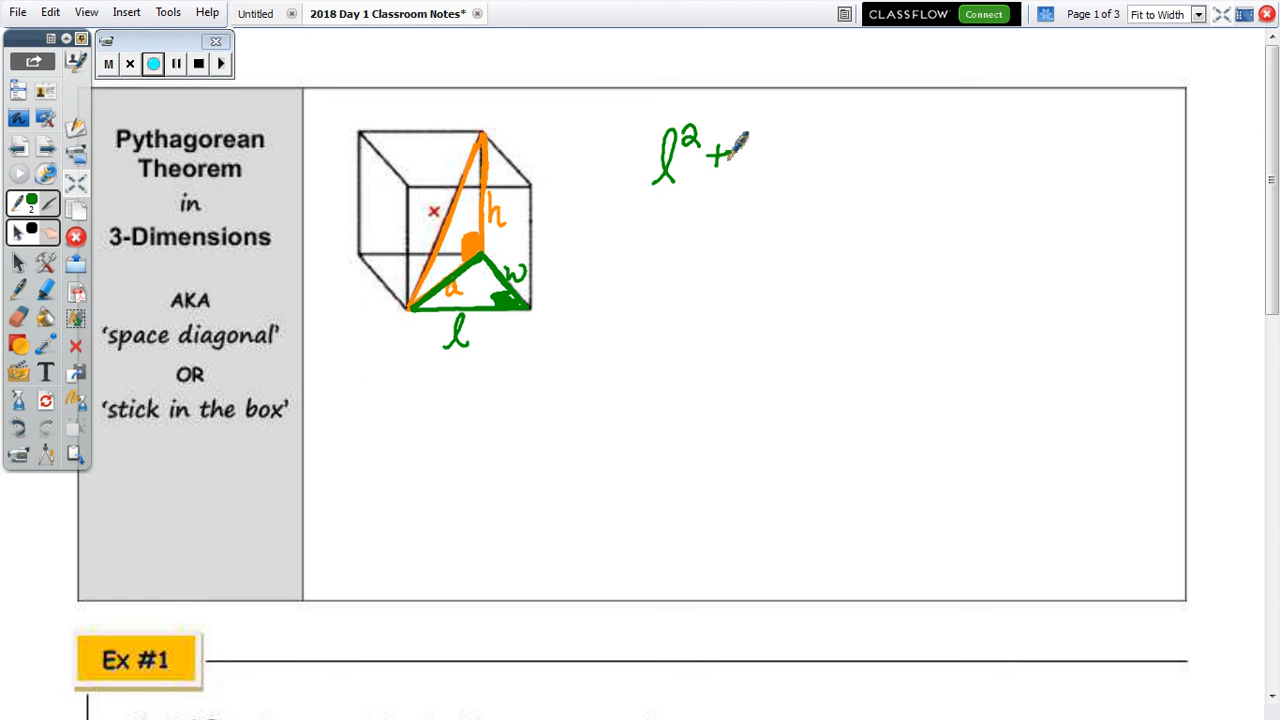 File Edit View Insert Tools Help Untitled 2018 Day 1 Classroom Notes* CLASSFLOW Connect Page 1 of 3 Fit to Width
M
2
T
Pythagorean
Theorem
in
3-Dimensions
AKA
'space diagonal'
OR
'stick in the box'
x
h
w
l
l² +
Ex #1